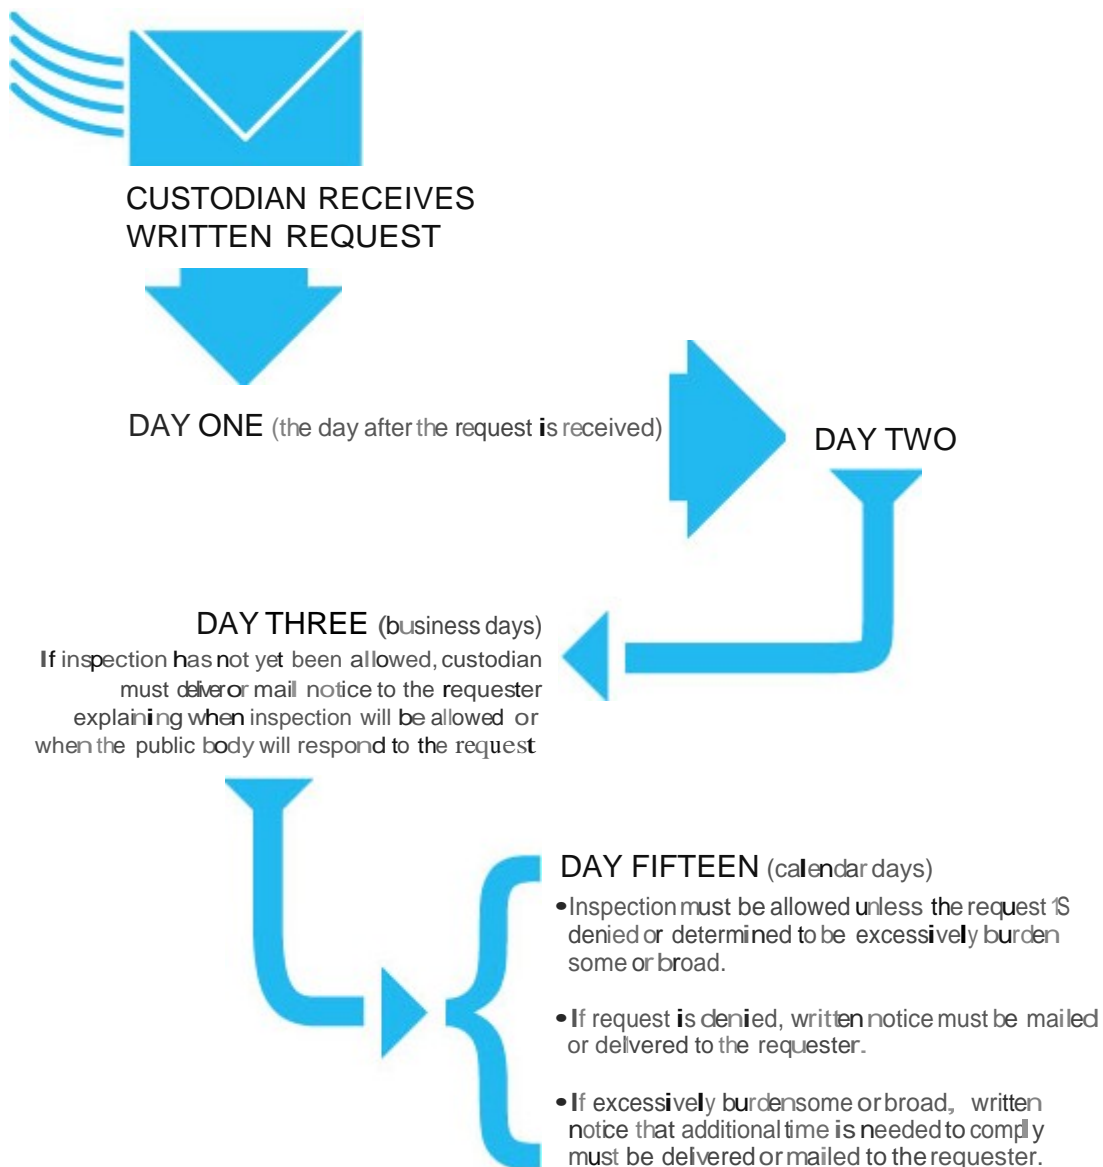 CUSTODIAN RECEIVES
WRITTEN REQUEST
DAY ONE (the day after the request is received)
DAY TWO
DAY THREE (business days)
If inspection has not yet been allowed, custodian
must deliver or mail notice to the requester
explaining when inspection will be allowed or
when the public body will respond to the request
DAY FIFTEEN (calendar days)
•Inspection must be allowed unless the request 1S
denied or determined to be excessively burden
some or broad.
•If request is denied, written notice must be mailed
or delvered to the requester.
•If excessively burdensome or broad, written
notice that additional time is needed to comply
must be delivered or mailed to the requester.